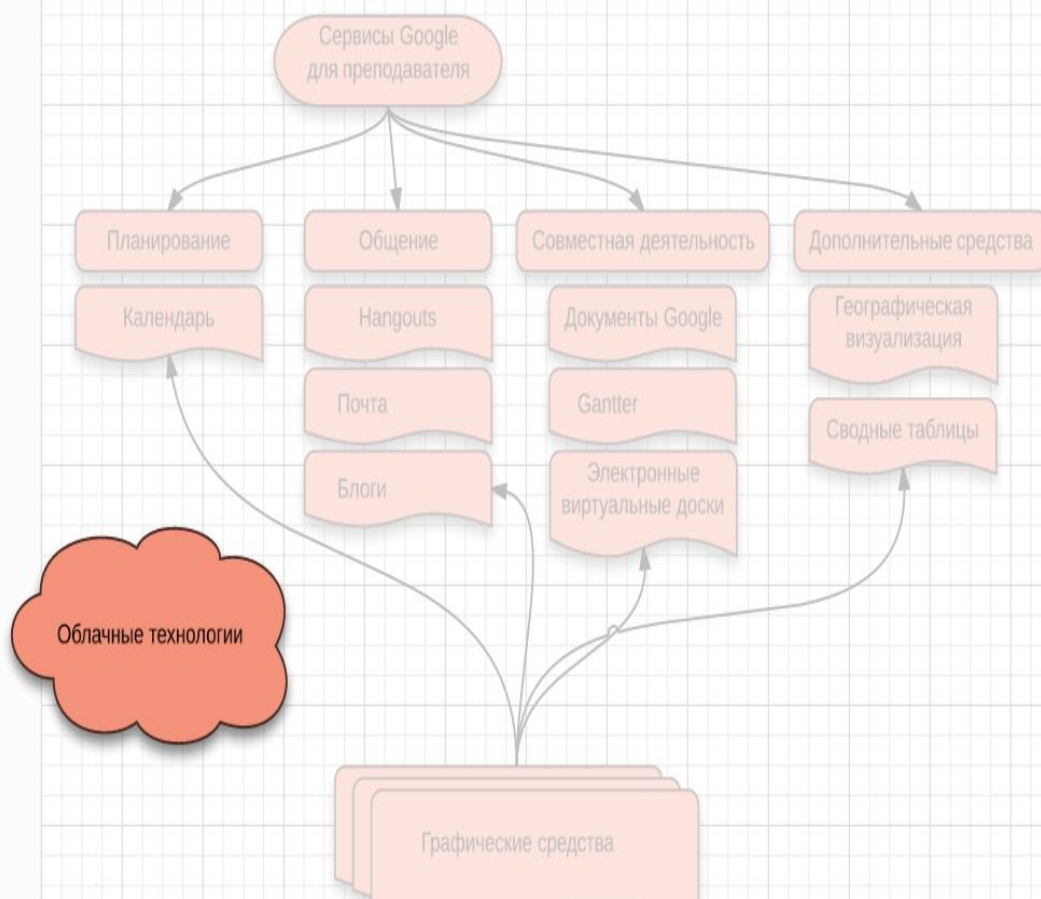 Сервисы Google
для преподавателя
Планирование
Общение
Совместная деятельность
Дополнительные средства
Календарь
Hangouts
Почта
Блоги
Документы Google
Gantter
Электронные
виртуальные доски
Географическая
визуализация
Сводные таблицы
Облачные технологии
Графические средства